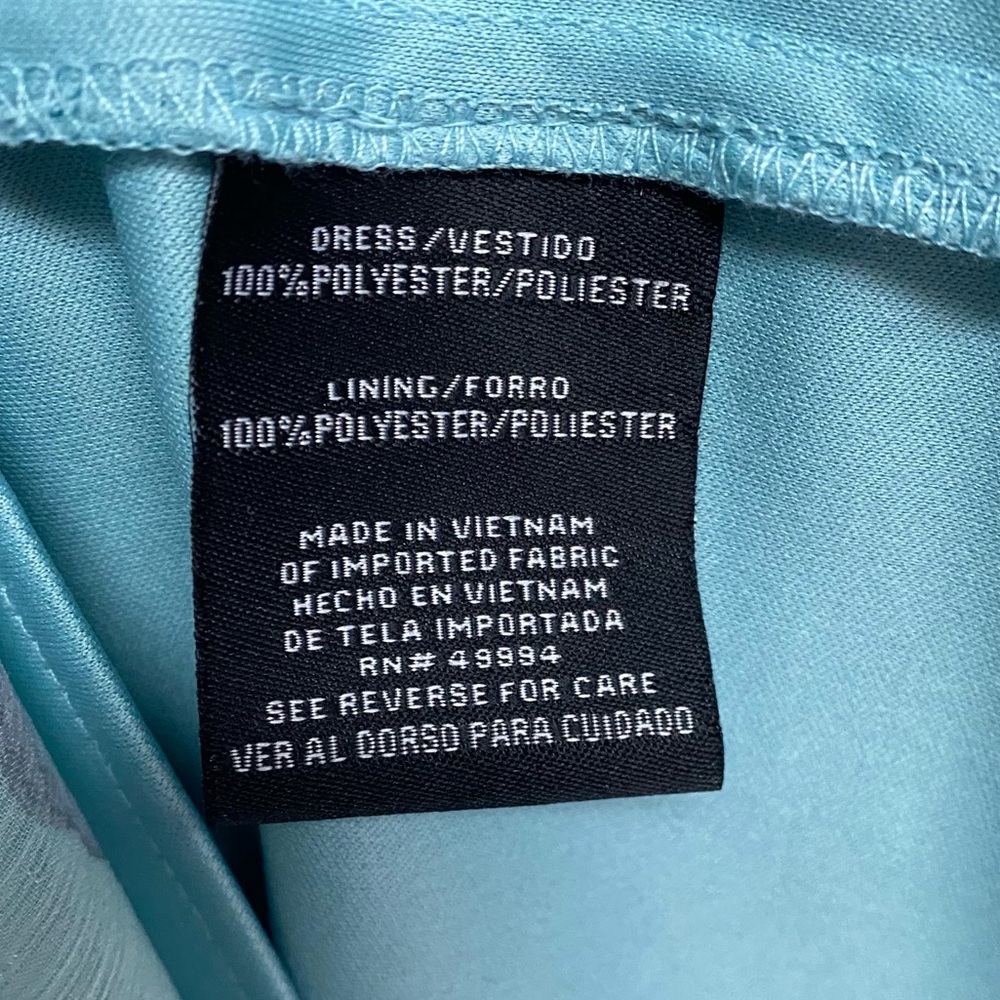 DRESS/VESTIDO
100%POLYESTER/POLIESTER
LINING/FORRO
100%POLYESTER/POLIESTER
MADE IN VIETNAM
OF IMPORTED FABRIC
HECHO EN VIETNAM
DE TELA IMPORTADA
RN# 49994
SEE REVERSE FOR CARE
VER AL DORSO PARA CUIDADO